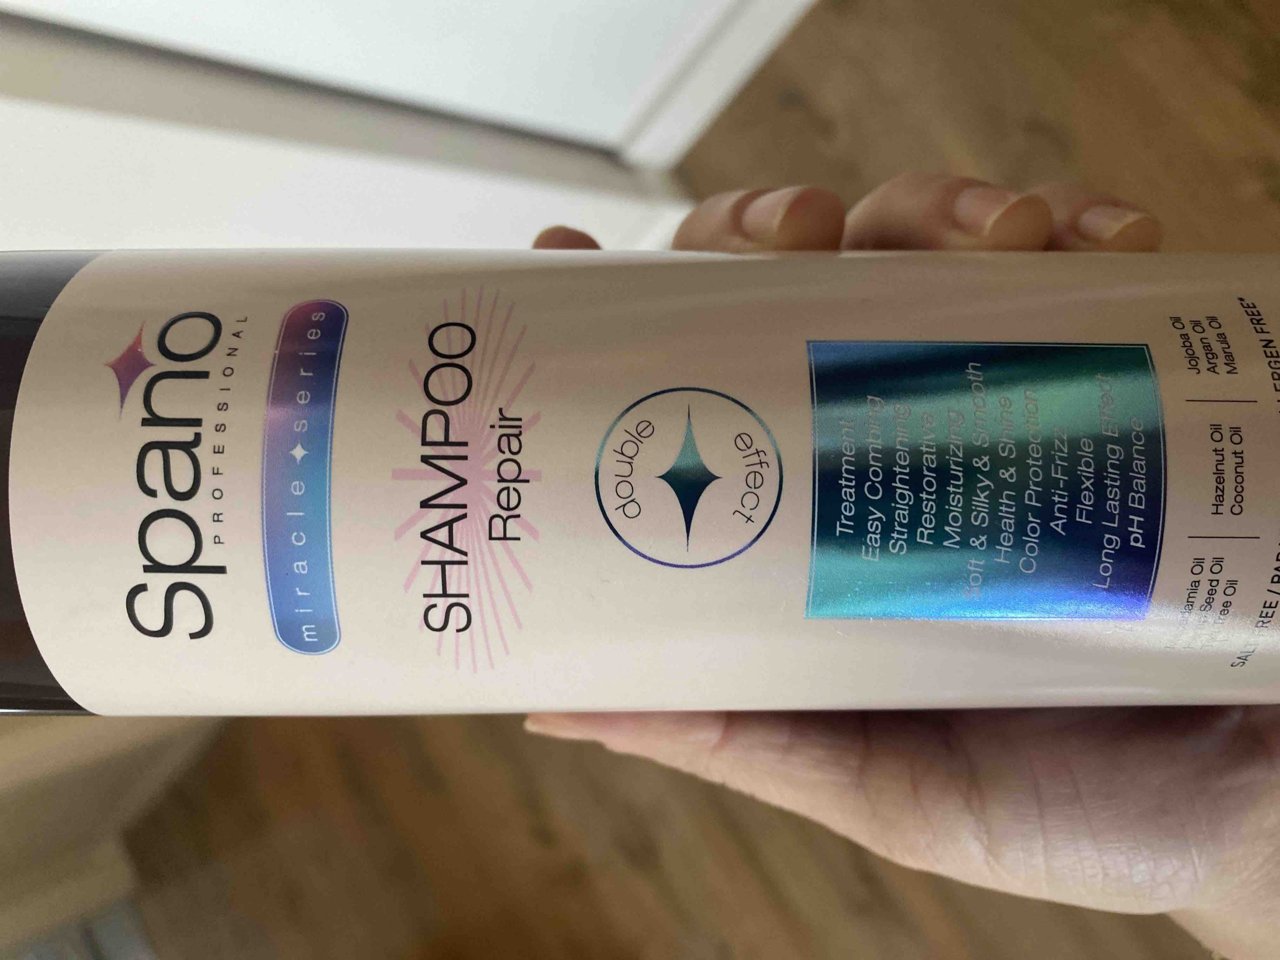 Spano
PROFESSIONAL
miracle series
SHAMPOO
Repair
double
effect
Treatment
Easy Combing
Straightening
Restorative
Moisturizing
Soft & Silky & Smooth
Health & Shine
Color Protection
Anti-Frizz
Flexible
Long Lasting Effect
pH Balance
Hazelnut Oil
Coconut Oil
Jojoba Oil
Argan Oil
Marula Oil
Seed Oil